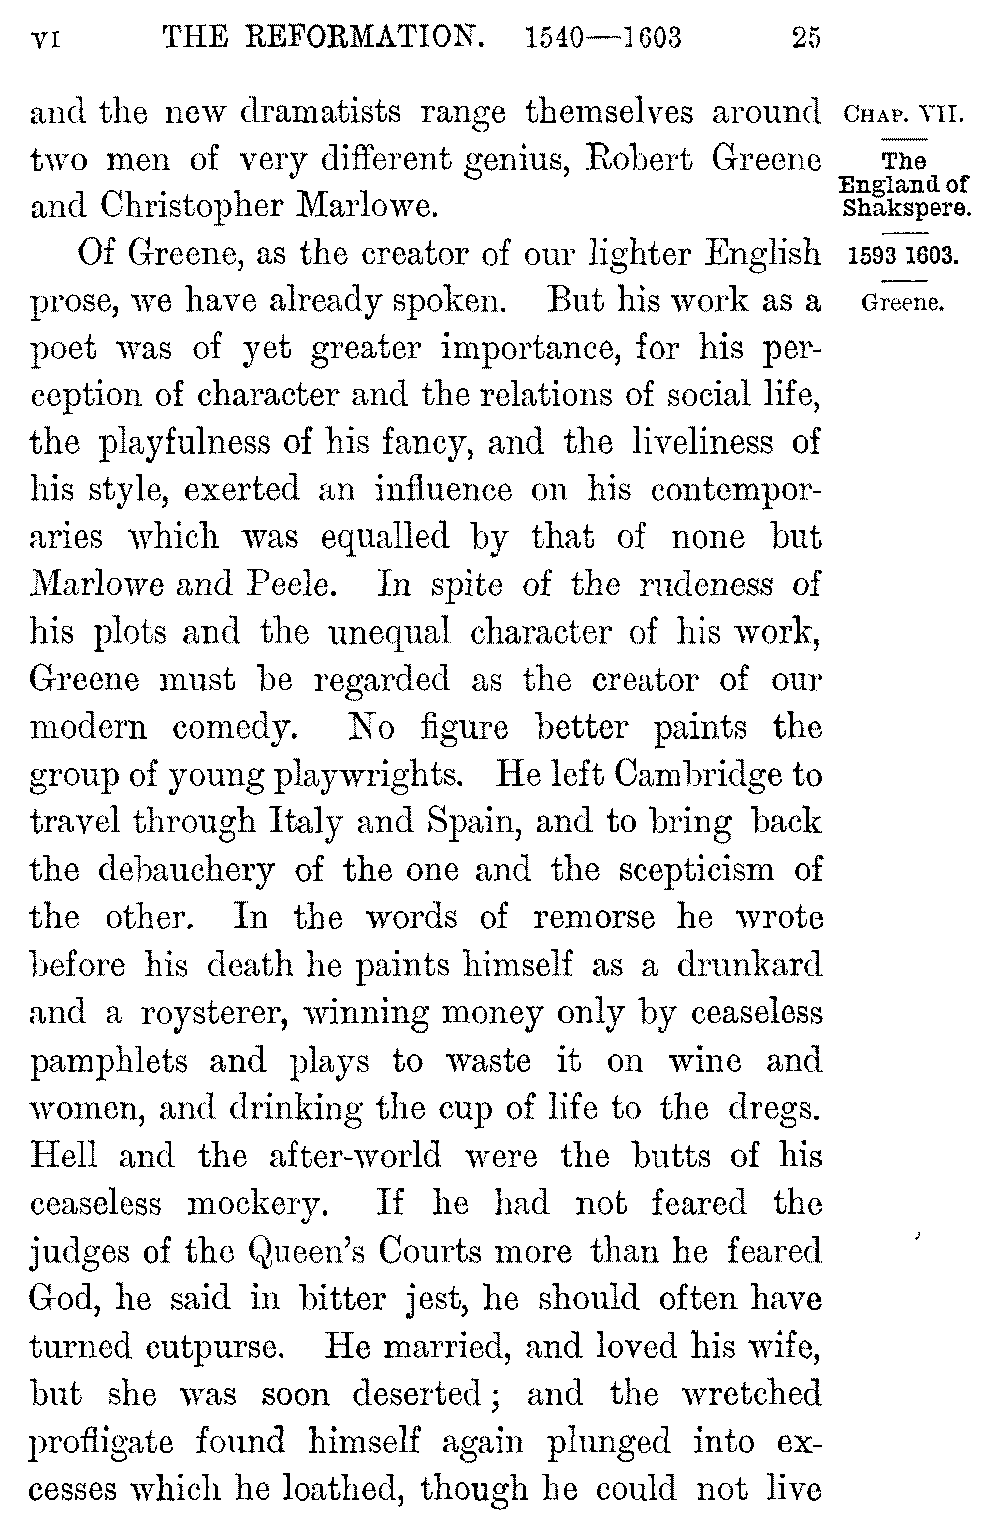 VI THE REFORMATION. 1540—1603 25
and the new dramatists range themselves around
two men of very different genius, Robert Greene
and Christopher Marlowe.
Of Greene, as the creator of our lighter English
prose, we have already spoken. But his work as a
poet was of yet greater importance, for his per-
ception of character and the relations of social life,
the playfulness of his fancy, and the liveliness of
his style, exerted an influence on his contempor-
aries which was equalled by that of none but
Marlowe and Peele. In spite of the rudeness of
his plots and the unequal character of his work,
Greene must be regarded as the creator of our
modern comedy. No figure better paints the
group of young playwrights. He left Cambridge to
travel through Italy and Spain, and to bring back
the debauchery of the one and the scepticism of
the other. In the words of remorse he wrote
before his death he paints himself as a drunkard
and a roysterer, winning money only by ceaseless
pamphlets and plays to waste it on wine and
women, and drinking the cup of life to the dregs.
Hell and the after-world were the butts of his
ceaseless mockery. If he had not feared the
judges of the Queen's Courts more than he feared
God, he said in bitter jest, he should often have
turned cutpurse. He married, and loved his wife,
but she was soon deserted; and the wretched
profligate found himself again plunged into ex-
cesses which he loathed, though he could not live
CHAP. VII.
The
England of
Shakspere.
1593 1603.
Greene.